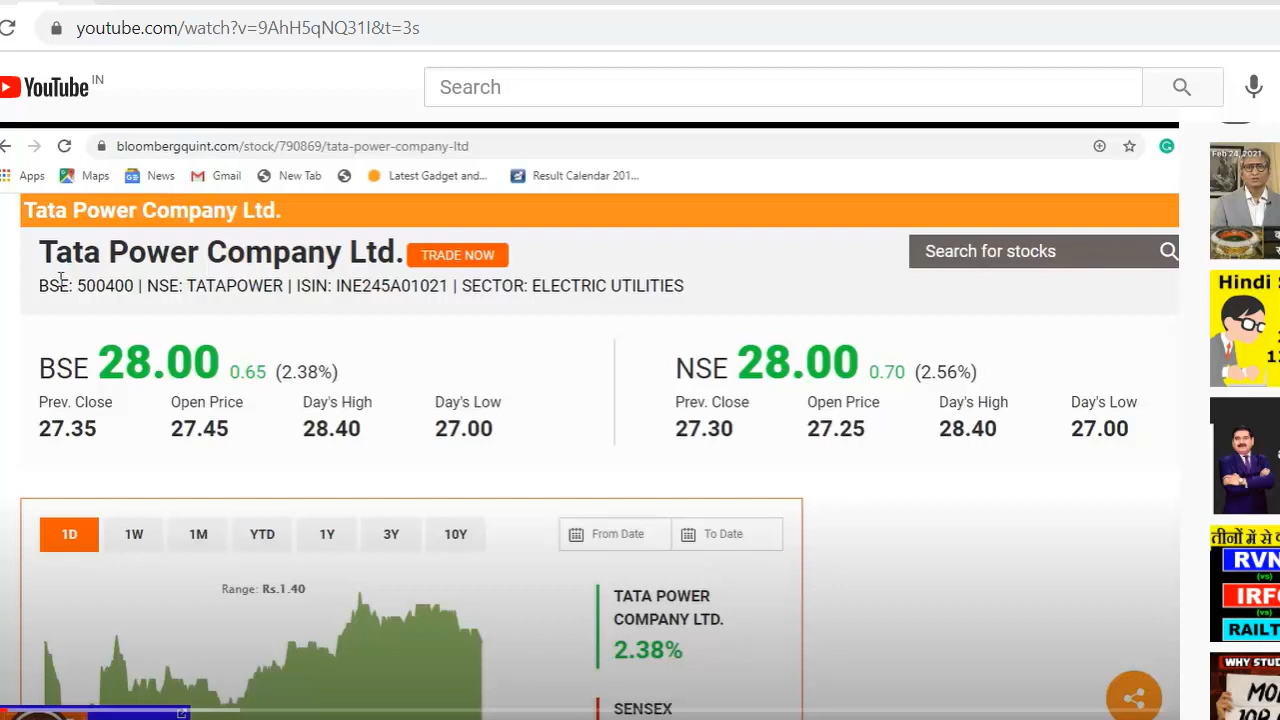 youtube.com/watch?v=9AhH5qNQ31I&t=3s
YouTube IN
Search
bloombergquint.com/stock/790869/tata-power-company-ltd
Apps Maps News Gmail New Tab Latest Gadget and... Result Calendar 201...
Tata Power Company Ltd.
Tata Power Company Ltd. TRADE NOW
Search for stocks
BSE: 500400 | NSE: TATAPOWER | ISIN: INE245A01021 | SECTOR: ELECTRIC UTILITIES
BSE 28.00 0.65 (2.38%)
Prev. Close Open Price Day's High Day's Low
27.35 27.45 28.40 27.00
NSE 28.00 0.70 (2.56%)
Prev. Close Open Price Day's High Day's Low
27.30 27.25 28.40 27.00
1D 1W 1M YTD 1Y 3Y 10Y
From Date To Date
Range: Rs.1.40
TATA POWER
COMPANY LTD.
2.38%
SENSEX
Feb 24, 2021
Hindi
तीनों में से
RVN
(vs)
IRF
(vs)
RAILT
WHY STUD